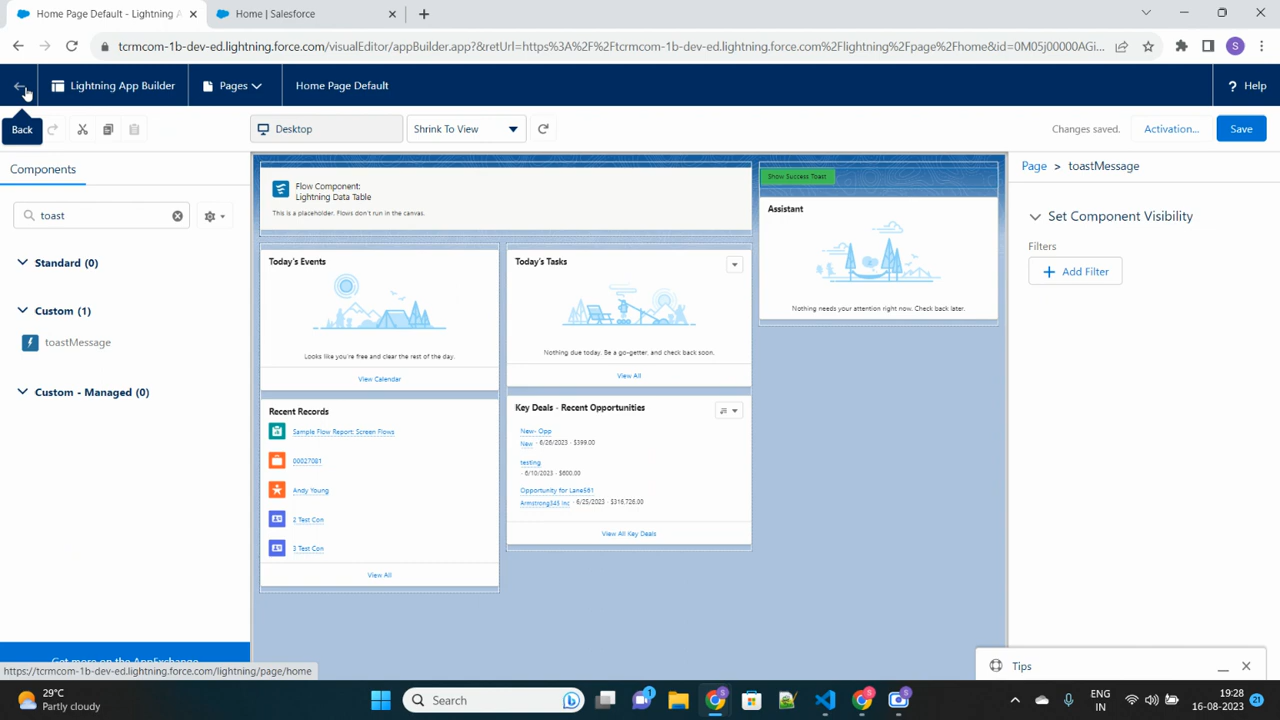 Home Page Default - Lightning A
Home | Salesforce
tcrmcom-1b-dev-ed.lightning.force.com/visualEditor/appBuilder.app?&retUrl=https%3A%2F%2Ftcrmcom-1b-dev-ed.lightning.force.com%2Flightning%2Fpage%2Fhome&id=0M05j00000AGi...
S
Lightning App Builder
Pages
Home Page Default
? Help
Back
Desktop
Shrink To View
Changes saved.
Activation...
Save
Components
toast
Standard (0)
Custom (1)
toastMessage
Custom - Managed (0)
Get more on the AppExchange
Flow Component:
Lightning Data Table
This is a placeholder. Flows don't run in the canvas.
Today's Events
Looks like you're free and clear the rest of the day.
View Calendar
Recent Records
Sample Flow Report: Screen Flows
00027081
Andy Young
2 Test Con
3 Test Con
View All
Today's Tasks
Nothing due today. Be a go-getter, and check back soon.
View All
Key Deals - Recent Opportunities
New- Opp
New · 6/26/2023 · $399.00
testing
· 6/10/2023 · $600.00
Opportunity for Lane561
Armstrong345 Inc · 6/25/2023 · $316,726.00
View All Key Deals
Show Success Toast
Assistant
Nothing needs your attention right now. Check back later.
Page > toastMessage
Set Component Visibility
Filters
Add Filter
Tips
https://tcrmcom-1b-dev-ed.lightning.force.com/lightning/page/home
29°C
Partly cloudy
Search
1
ENG
IN
19:28
16-08-2023
21